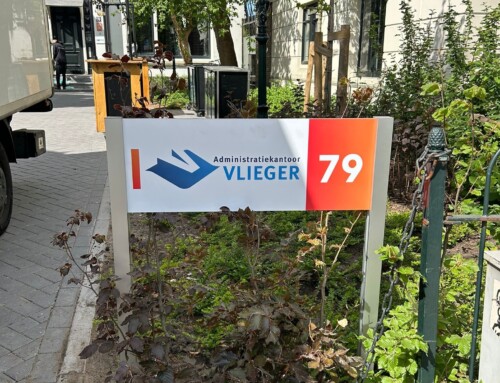 Administratiekantoor
VLIEGER
79